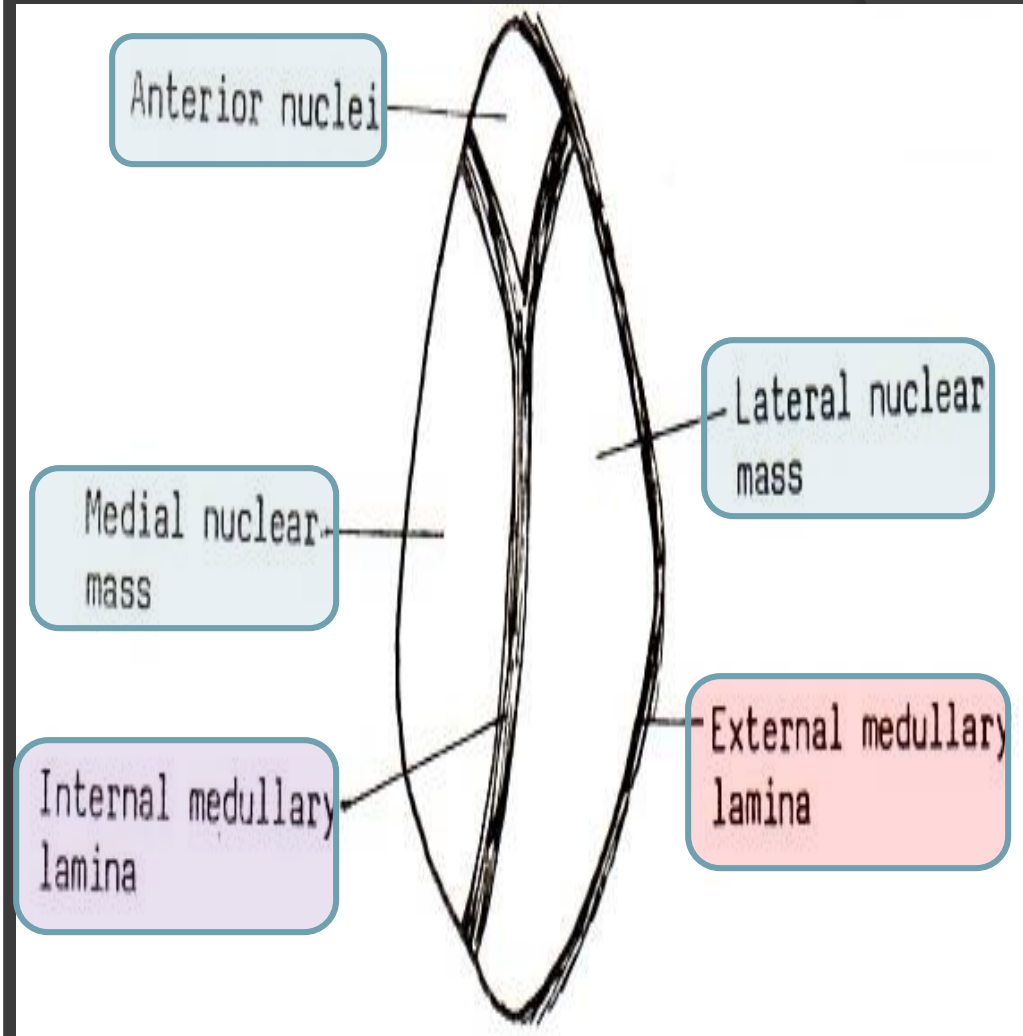 Anterior nuclei
Lateral nuclear
mass
Medial nuclear
mass
External medullary
lamina
Internal medullary
lamina